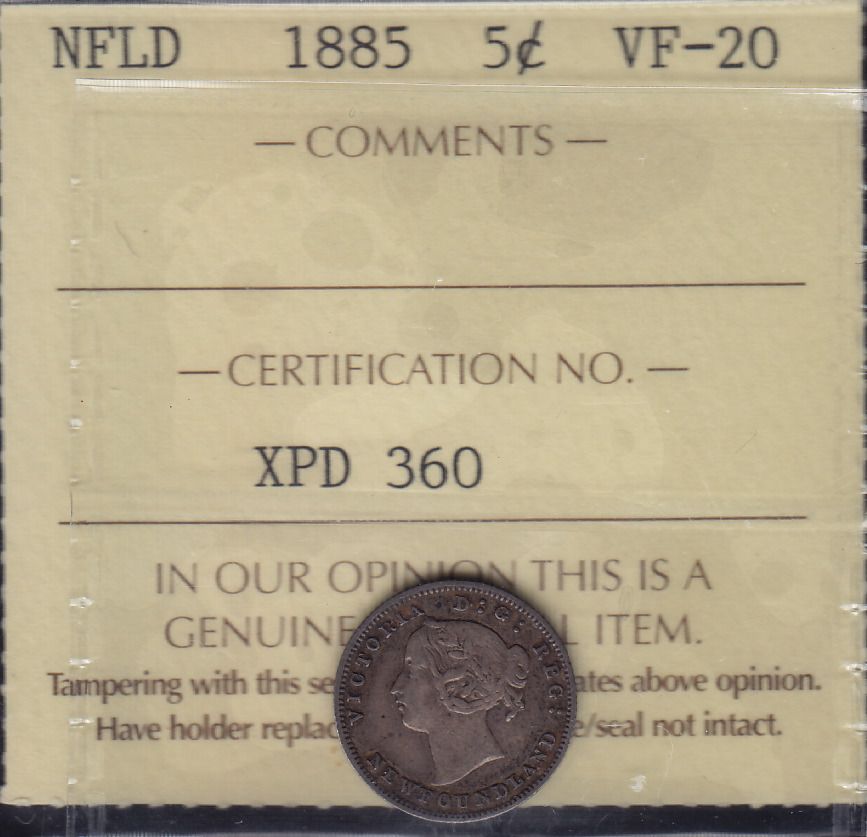 NFLD 1885 5¢ VF-20
— COMMENTS —
— CERTIFICATION NO. —
XPD 360
IN OUR OPINION THIS IS A
GENUINE L ITEM.
Tampering with this se ates above opinion.
Have holder replac e/seal not intact.
VICTORIA D:G: REG:
NEWFOUNDLAND